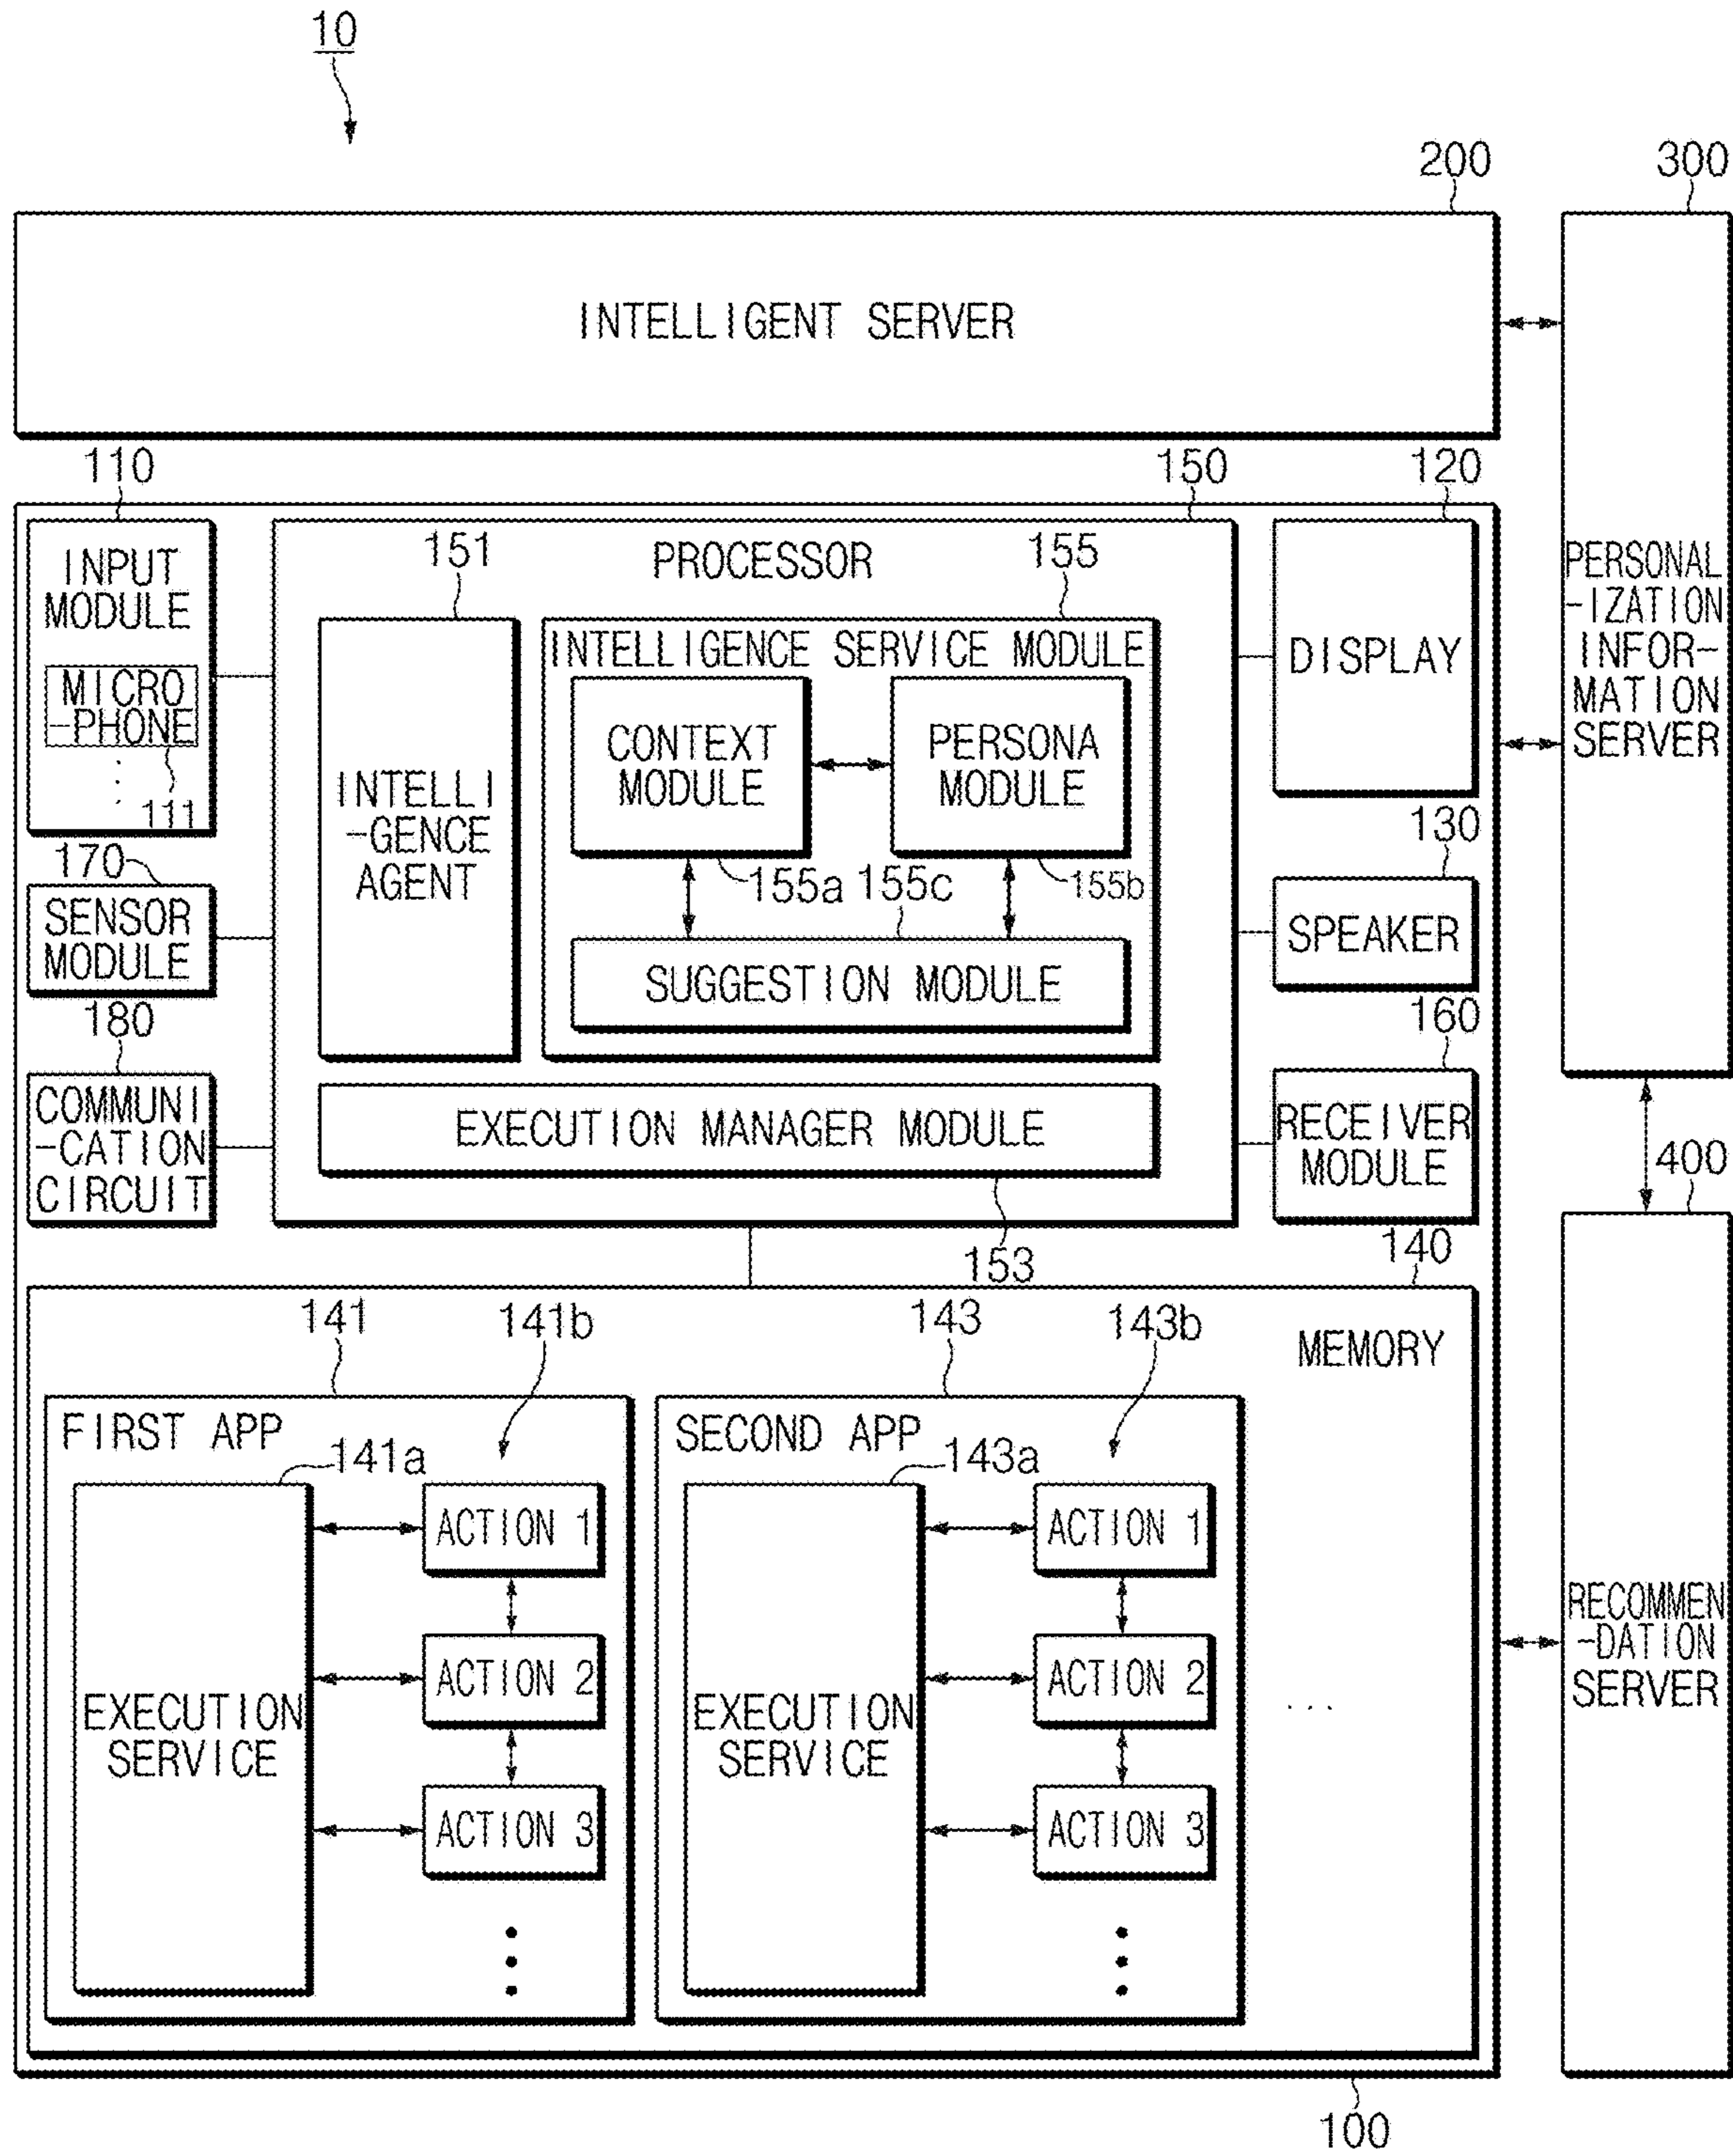 10
200
300
INTELLIGENT SERVER
110
150
120
INPUT
MODULE
MICRO
-PHONE
111
151
PROCESSOR
155
INTELLIGENCE SERVICE MODULE
INTELLI
-GENCE
AGENT
CONTEXT
MODULE
PERSONA
MODULE
155a
155c
155b
SUGGESTION MODULE
DISPLAY
PERSONAL
-IZATION
INFOR-
MATION
SERVER
130
170
SENSOR
MODULE
SPEAKER
180
160
COMMUNI
-CATION
CIRCUIT
EXECUTION MANAGER MODULE
RECEIVER
MODULE
400
153
140
141
141b
143
143b
MEMORY
FIRST APP
141a
SECOND APP
143a
ACTION 1
ACTION 1
EXECUTION
SERVICE
ACTION 2
EXECUTION
SERVICE
ACTION 2
...
RECOMMEN
-DATION
SERVER
ACTION 3
ACTION 3
100